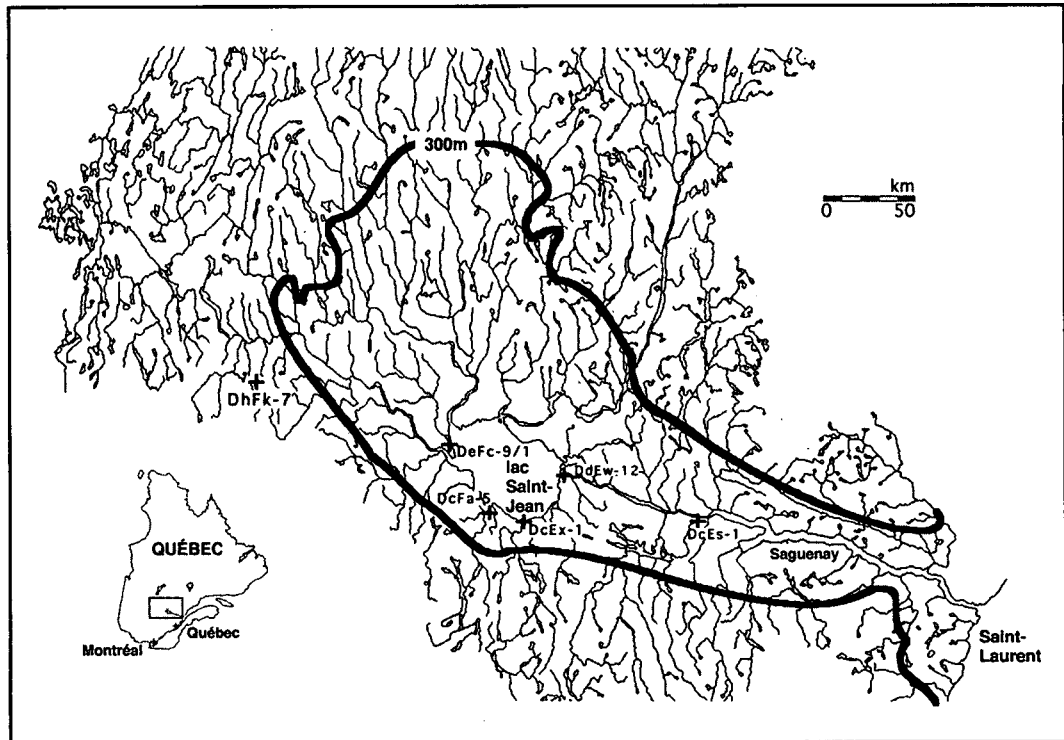 300m
km
0 50
DhFk-7
DeFc-9/1
lac
Saint-
Jean
DdEw-12
DcFa-5
DcEx-1
DcEs-1
Saguenay
QUÉBEC
Québec
Montréal
Saint-
Laurent